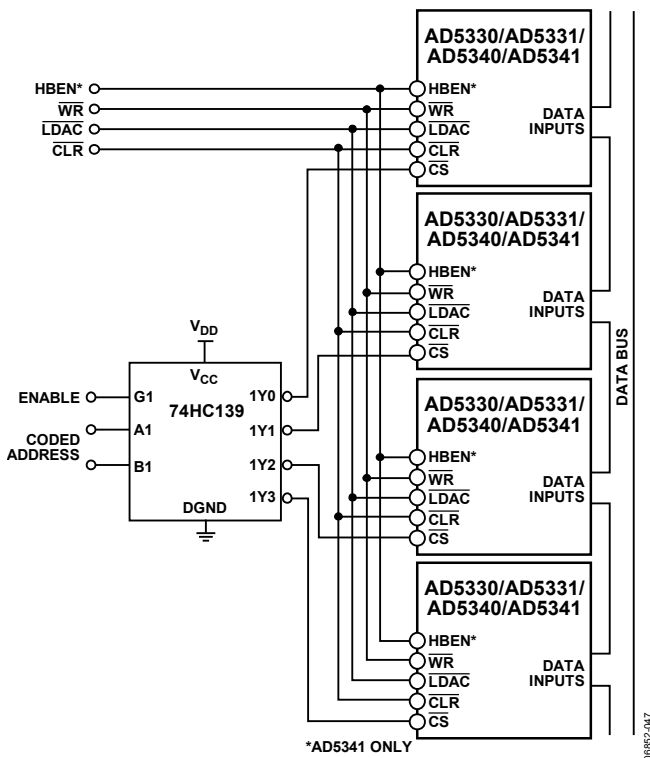 AD5330/AD5331/
AD5340/AD5341
HBEN*
WR
LDAC
CLR
HBEN*
WR
LDAC
CLR
CS
DATA
INPUTS
AD5330/AD5331/
AD5340/AD5341
HBEN*
WR
LDAC
CLR
CS
DATA
INPUTS
DATA BUS
VDD
VCC
ENABLE
G1
74HC139
1Y0
CODED
ADDRESS
A1
1Y1
B1
1Y2
1Y3
DGND
AD5330/AD5331/
AD5340/AD5341
HBEN*
WR
LDAC
CLR
CS
DATA
INPUTS
AD5330/AD5331/
AD5340/AD5341
HBEN*
WR
LDAC
CLR
CS
DATA
INPUTS
*AD5341 ONLY
06852-047